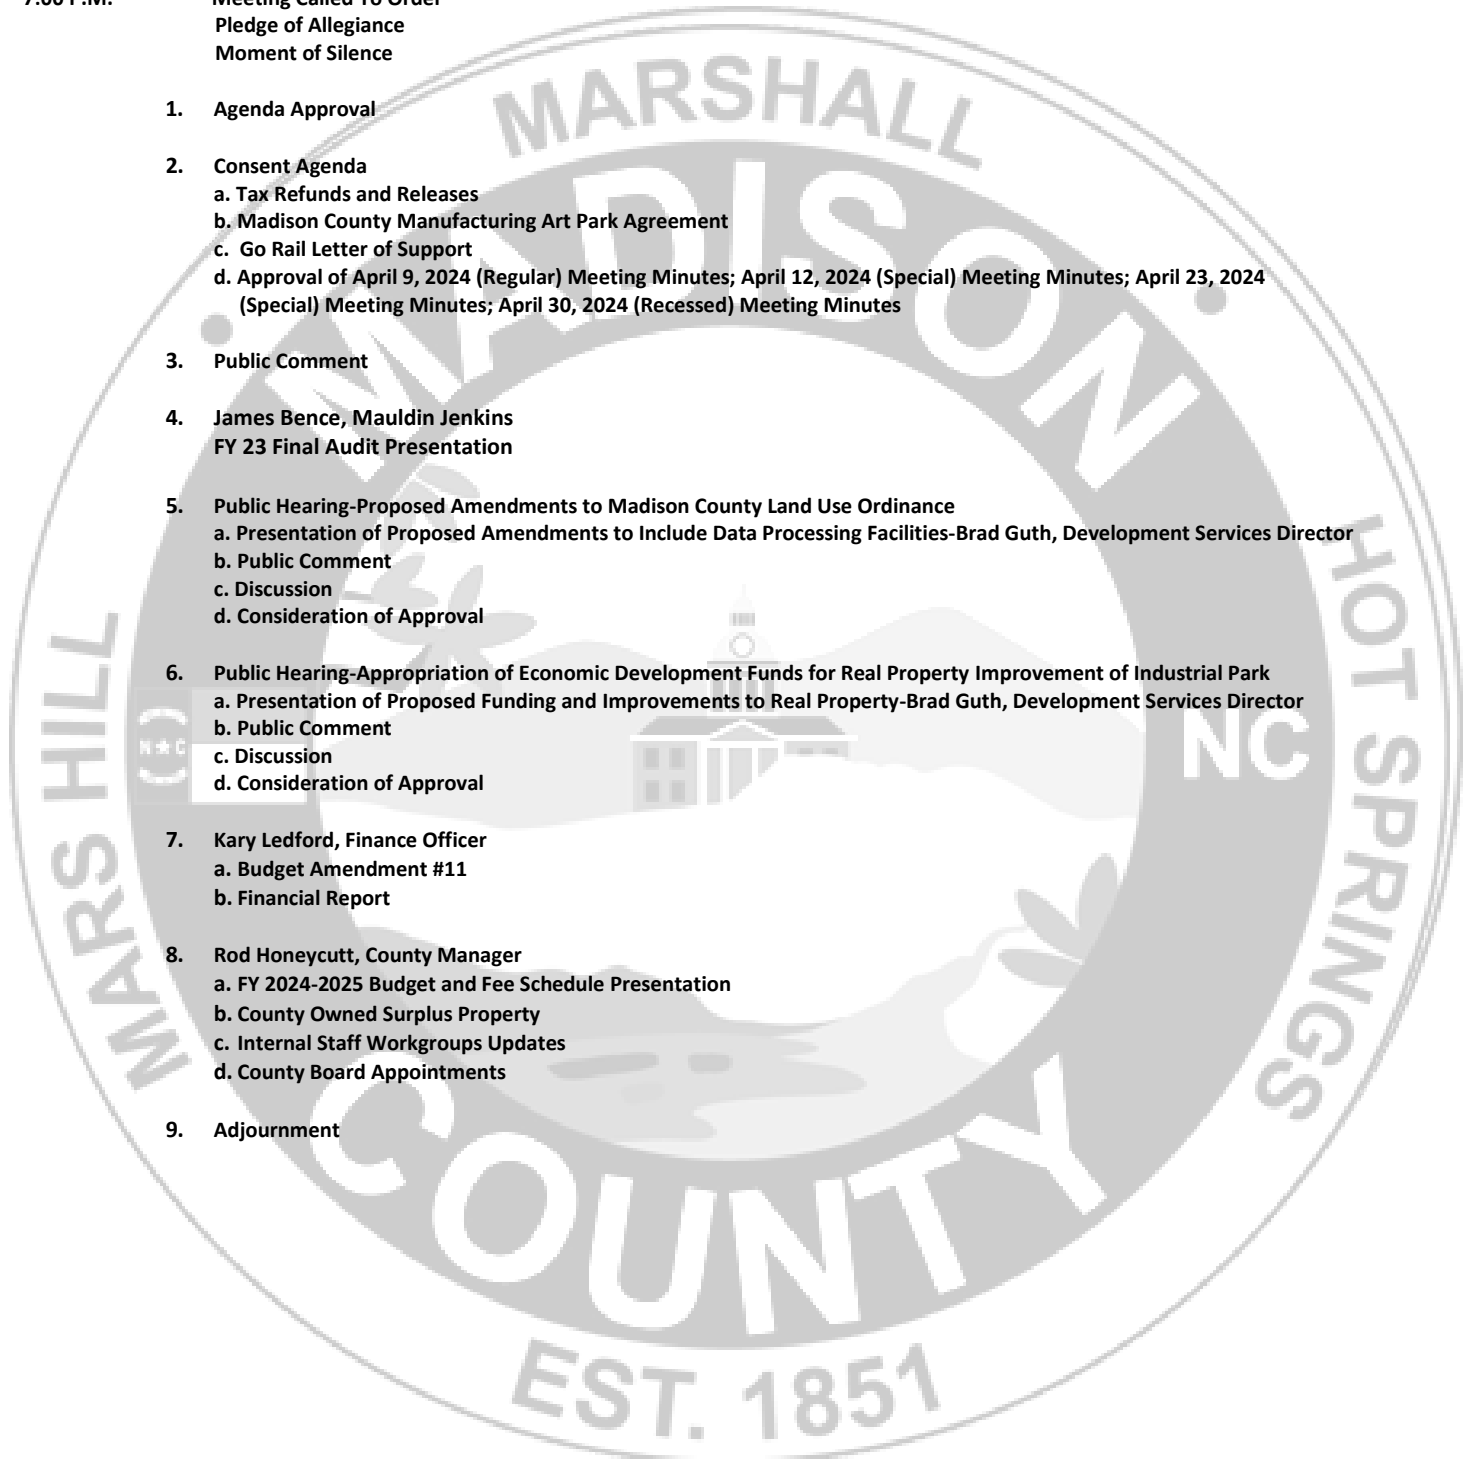 7:00 P.M. Meeting Called To Order
Pledge of Allegiance
Moment of Silence
1. Agenda Approval
2. Consent Agenda
a. Tax Refunds and Releases
b. Madison County Manufacturing Art Park Agreement
c. Go Rail Letter of Support
d. Approval of April 9, 2024 (Regular) Meeting Minutes; April 12, 2024 (Special) Meeting Minutes; April 23, 2024
(Special) Meeting Minutes; April 30, 2024 (Recessed) Meeting Minutes
3. Public Comment
4. James Bence, Mauldin Jenkins
FY 23 Final Audit Presentation
5. Public Hearing-Proposed Amendments to Madison County Land Use Ordinance
a. Presentation of Proposed Amendments to Include Data Processing Facilities-Brad Guth, Development Services Director
b. Public Comment
c. Discussion
d. Consideration of Approval
6. Public Hearing-Appropriation of Economic Development Funds for Real Property Improvement of Industrial Park
a. Presentation of Proposed Funding and Improvements to Real Property-Brad Guth, Development Services Director
b. Public Comment
c. Discussion
d. Consideration of Approval
7. Kary Ledford, Finance Officer
a. Budget Amendment #11
b. Financial Report
8. Rod Honeycutt, County Manager
a. FY 2024-2025 Budget and Fee Schedule Presentation
b. County Owned Surplus Property
c. Internal Staff Workgroups Updates
d. County Board Appointments
9. Adjournment
MARSHALL
MADISON
MARS HILL
HOT SPRINGS
N★C
NC
COUNTY
EST. 1851